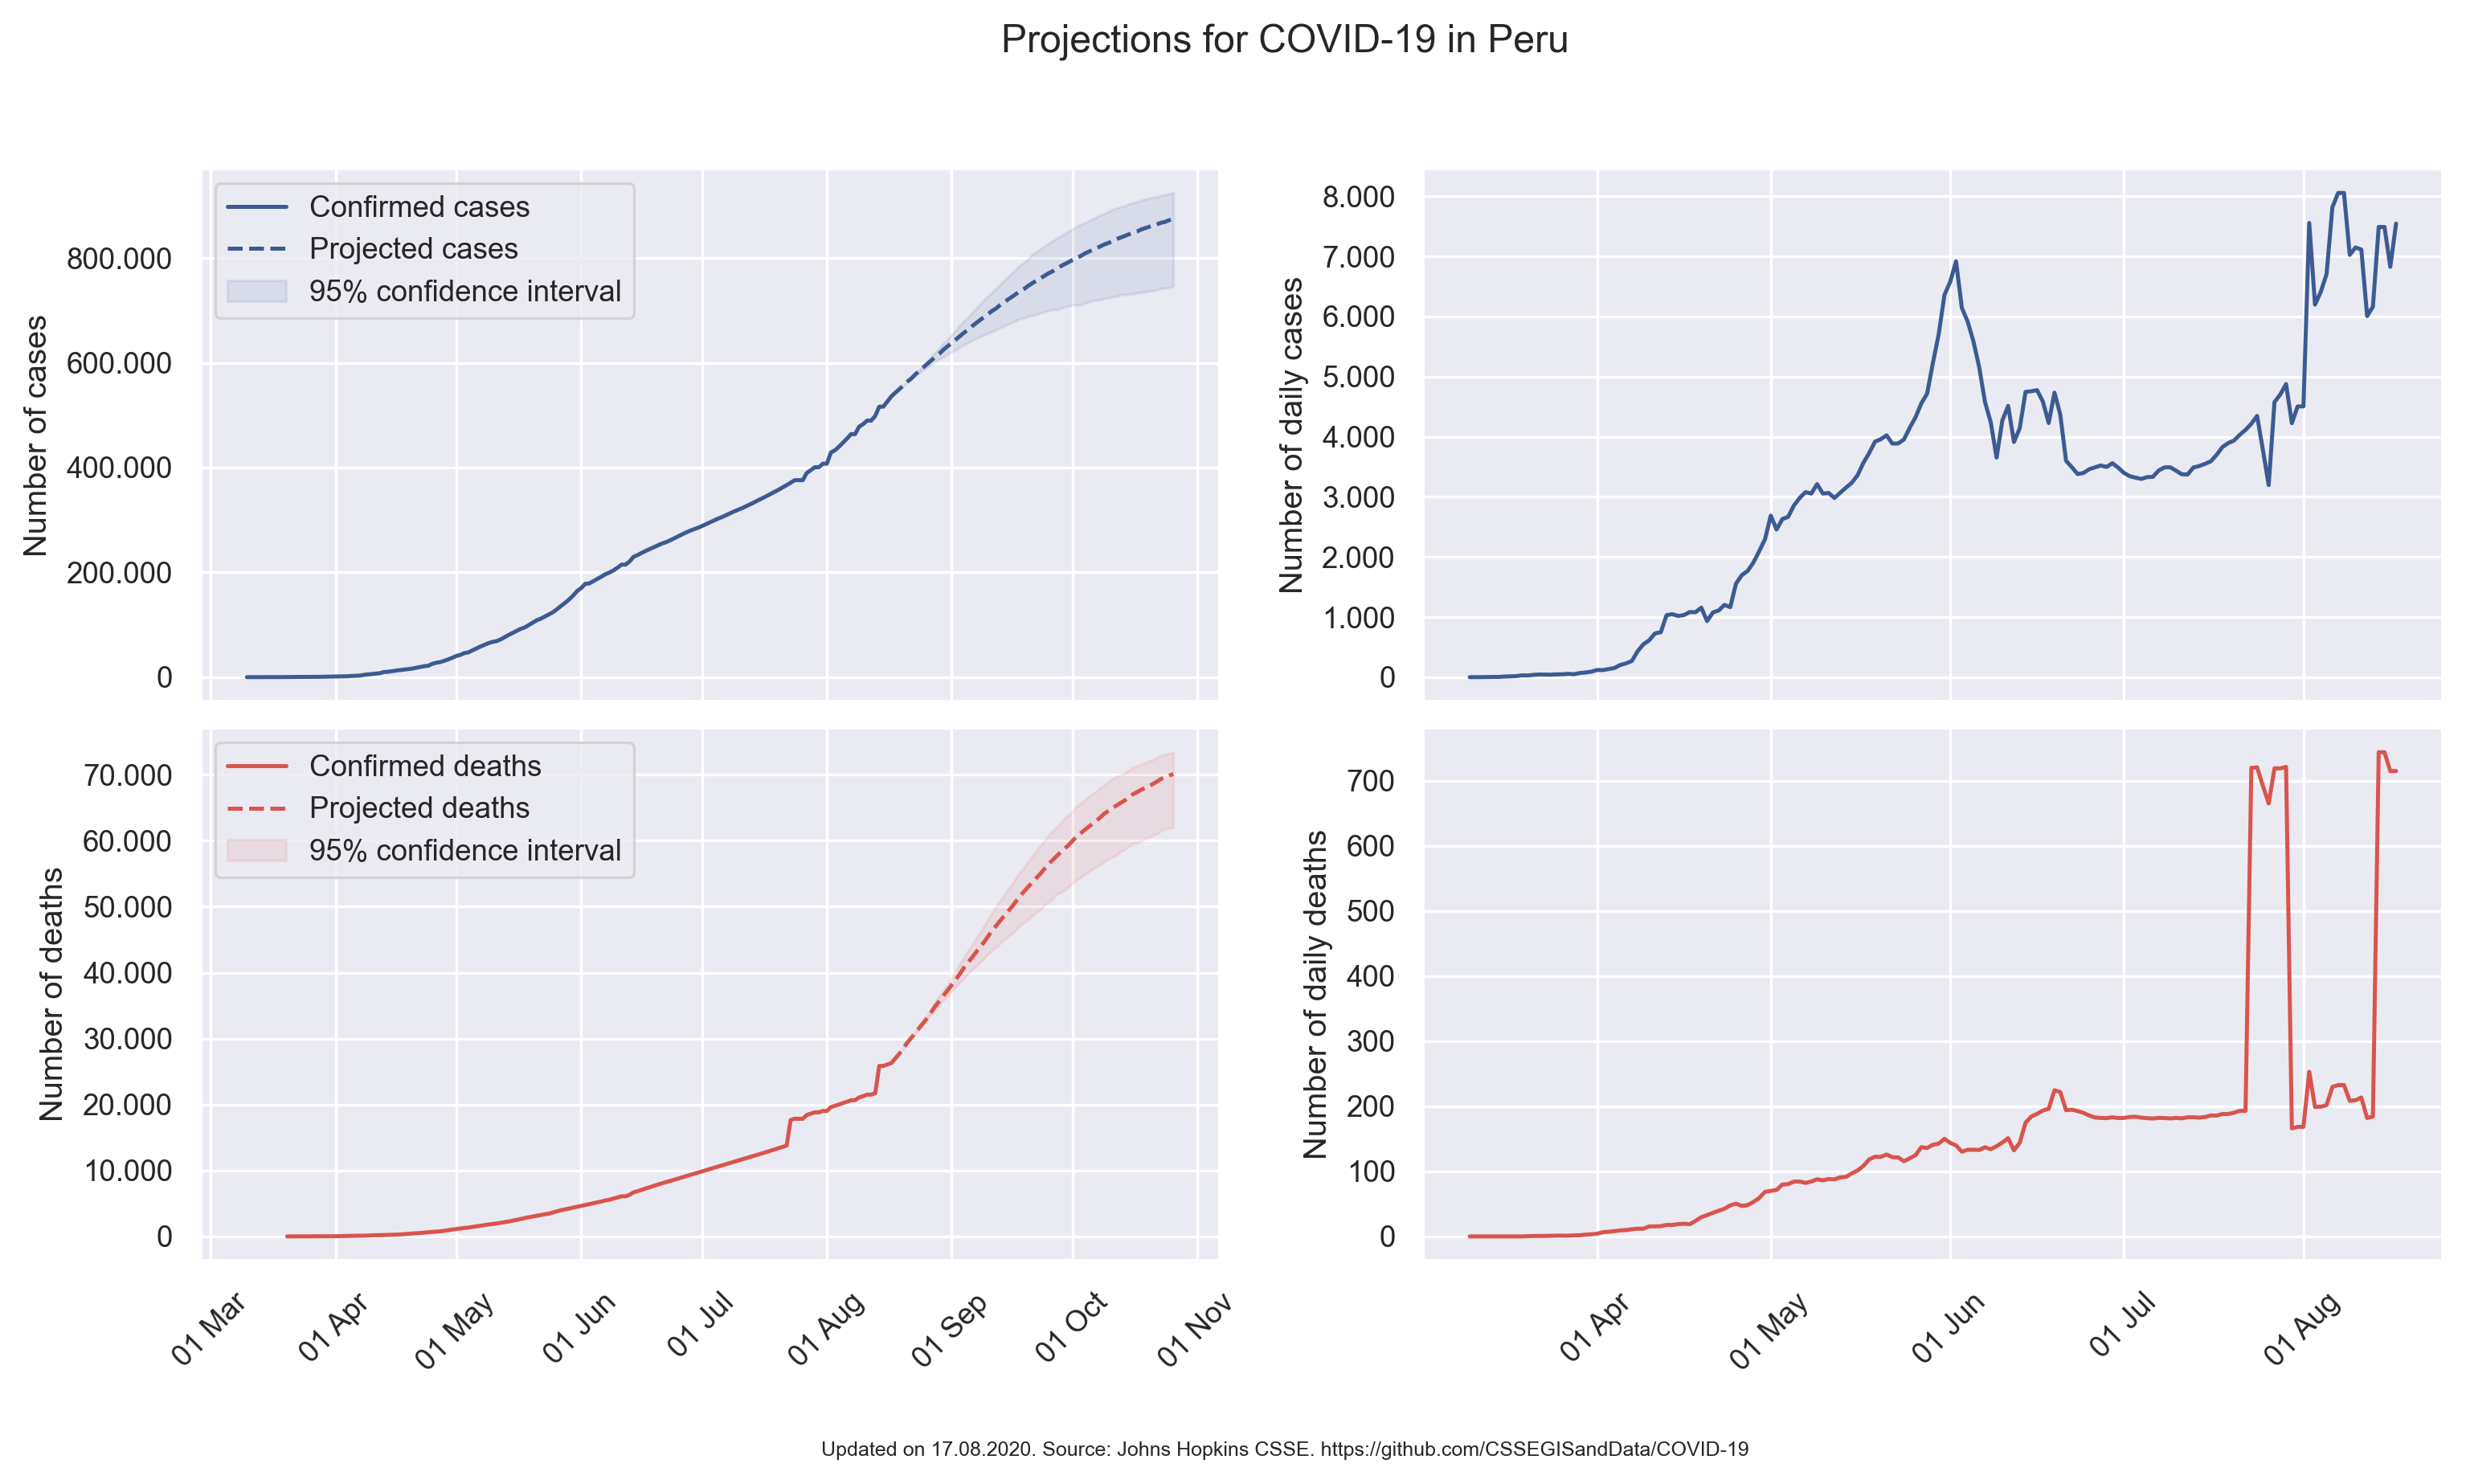 Projections for COVID-19 in Peru
Number of cases
800.000
600.000
400.000
200.000
0
Confirmed cases
Projected cases
95% confidence interval
Number of daily cases
8.000
7.000
6.000
5.000
4.000
3.000
2.000
1.000
0
Number of deaths
70.000
60.000
50.000
40.000
30.000
20.000
10.000
0
Confirmed deaths
Projected deaths
95% confidence interval
01 Mar
01 Apr
01 May
01 Jun
01 Jul
01 Aug
01 Sep
01 Oct
01 Nov
Number of daily deaths
700
600
500
400
300
200
100
0
01 Apr
01 May
01 Jun
01 Jul
01 Aug
Updated on 17.08.2020. Source: Johns Hopkins CSSE. https://github.com/CSSEGISandData/COVID-19